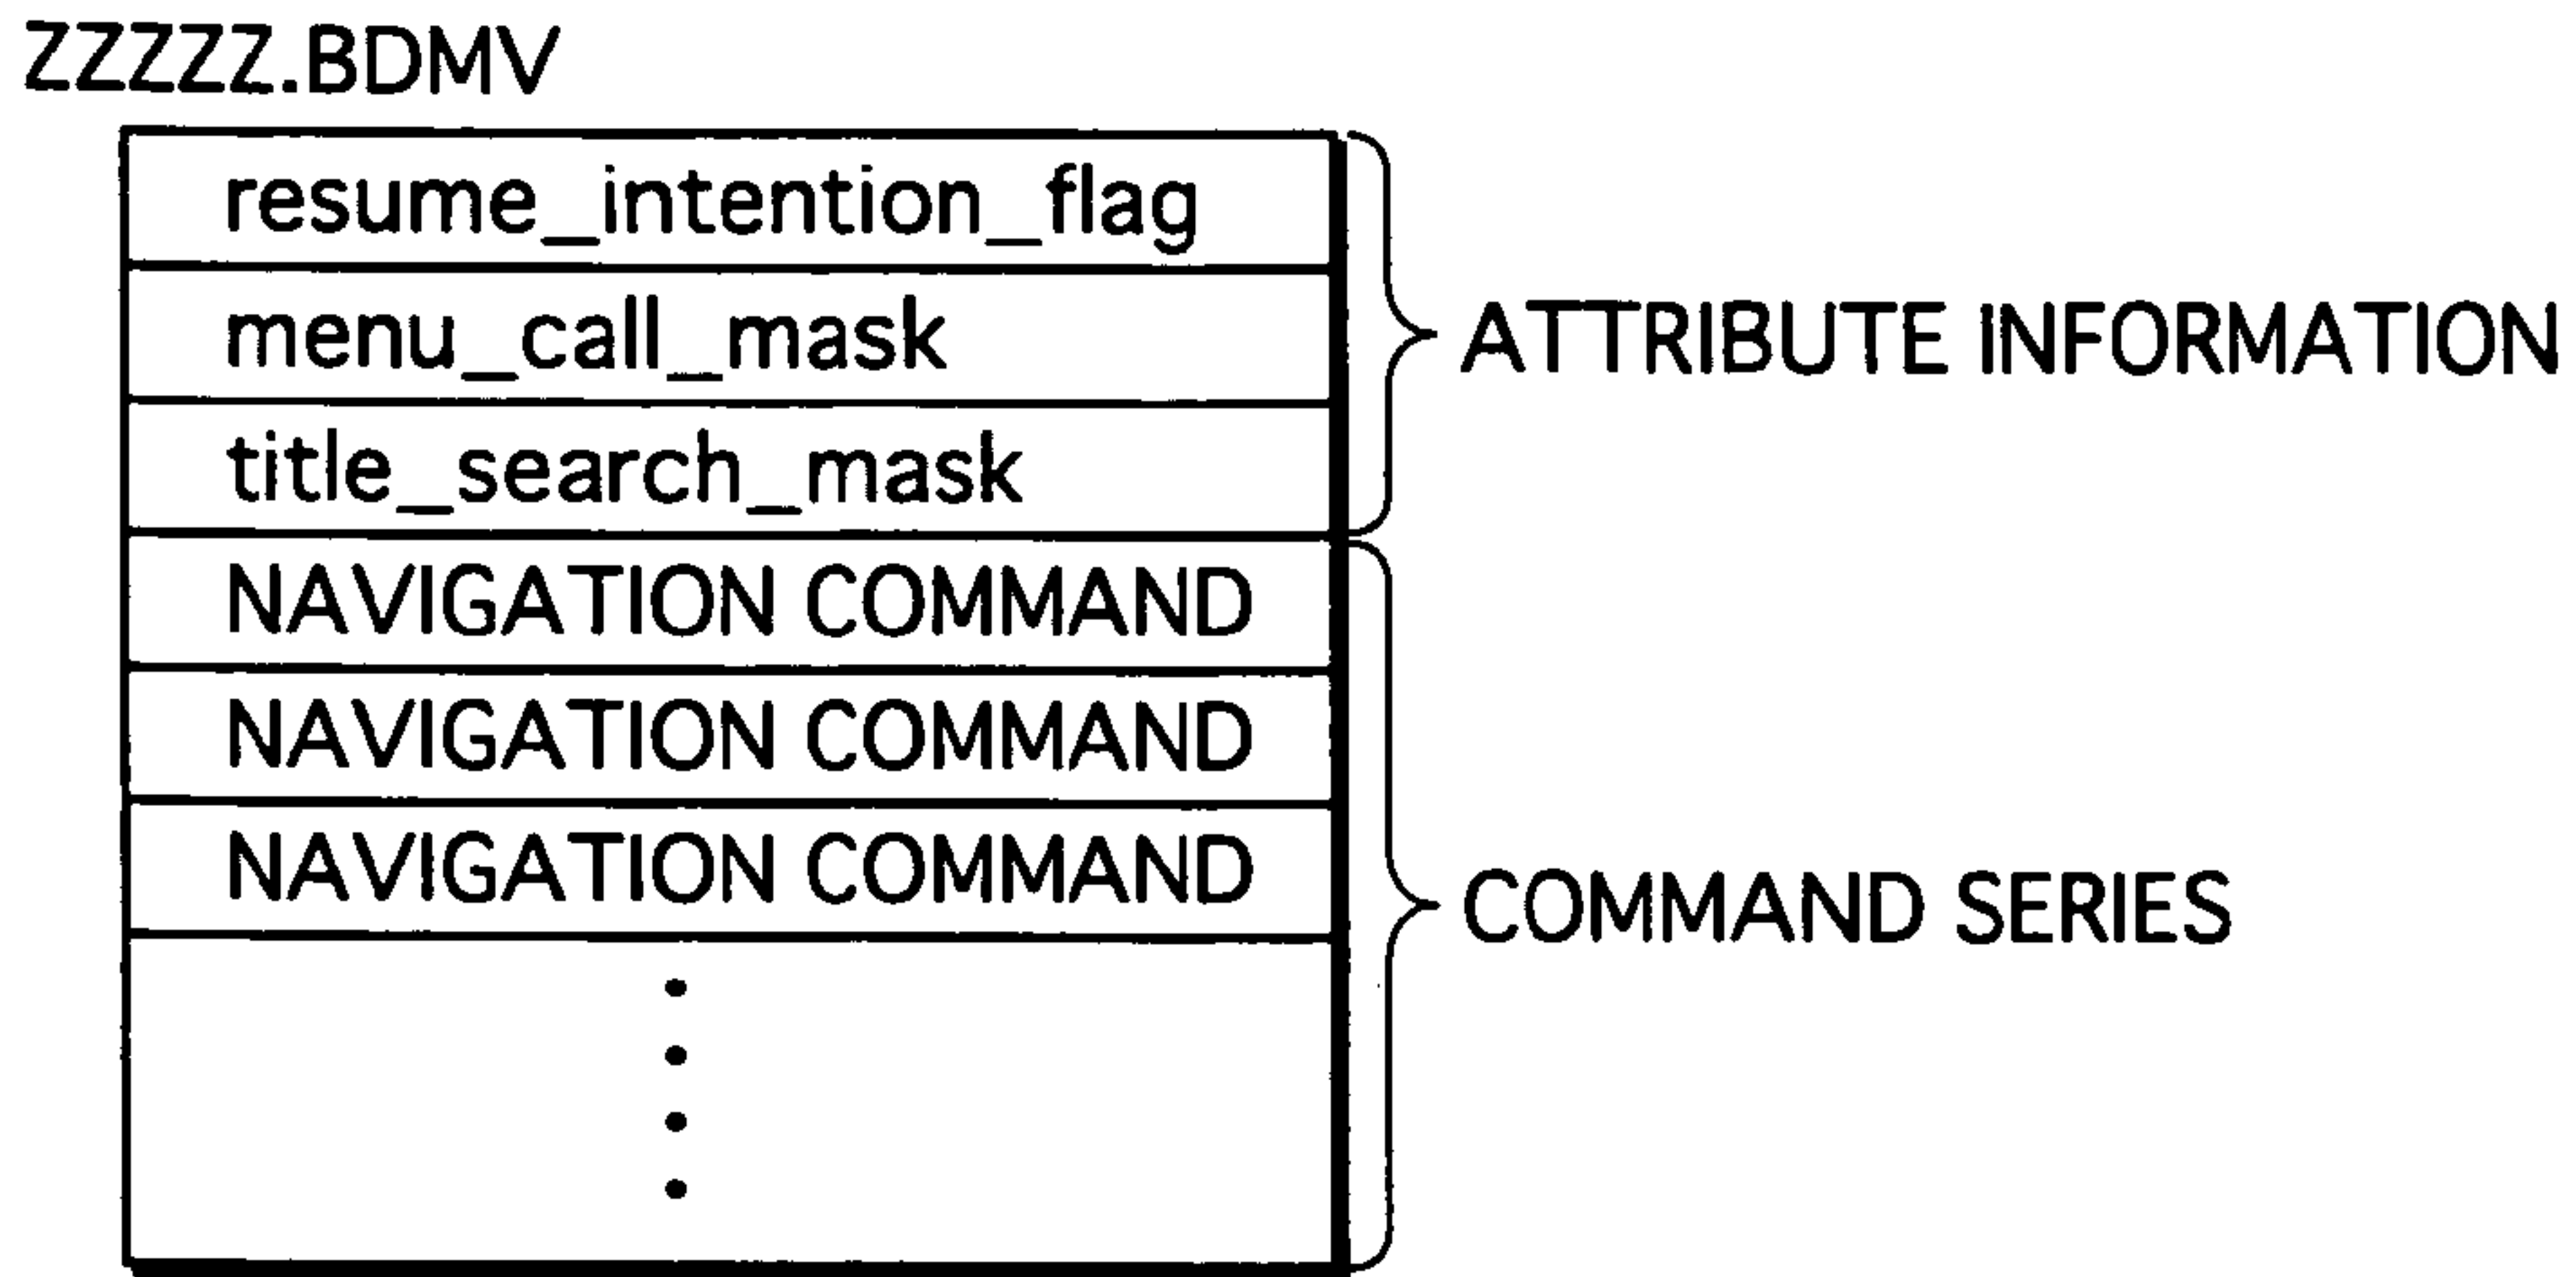 ZZZZZ.BDMV
resume_intention_flag
menu_call_mask
title_search_mask
ATTRIBUTE INFORMATION
NAVIGATION COMMAND
NAVIGATION COMMAND
NAVIGATION COMMAND
COMMAND SERIES